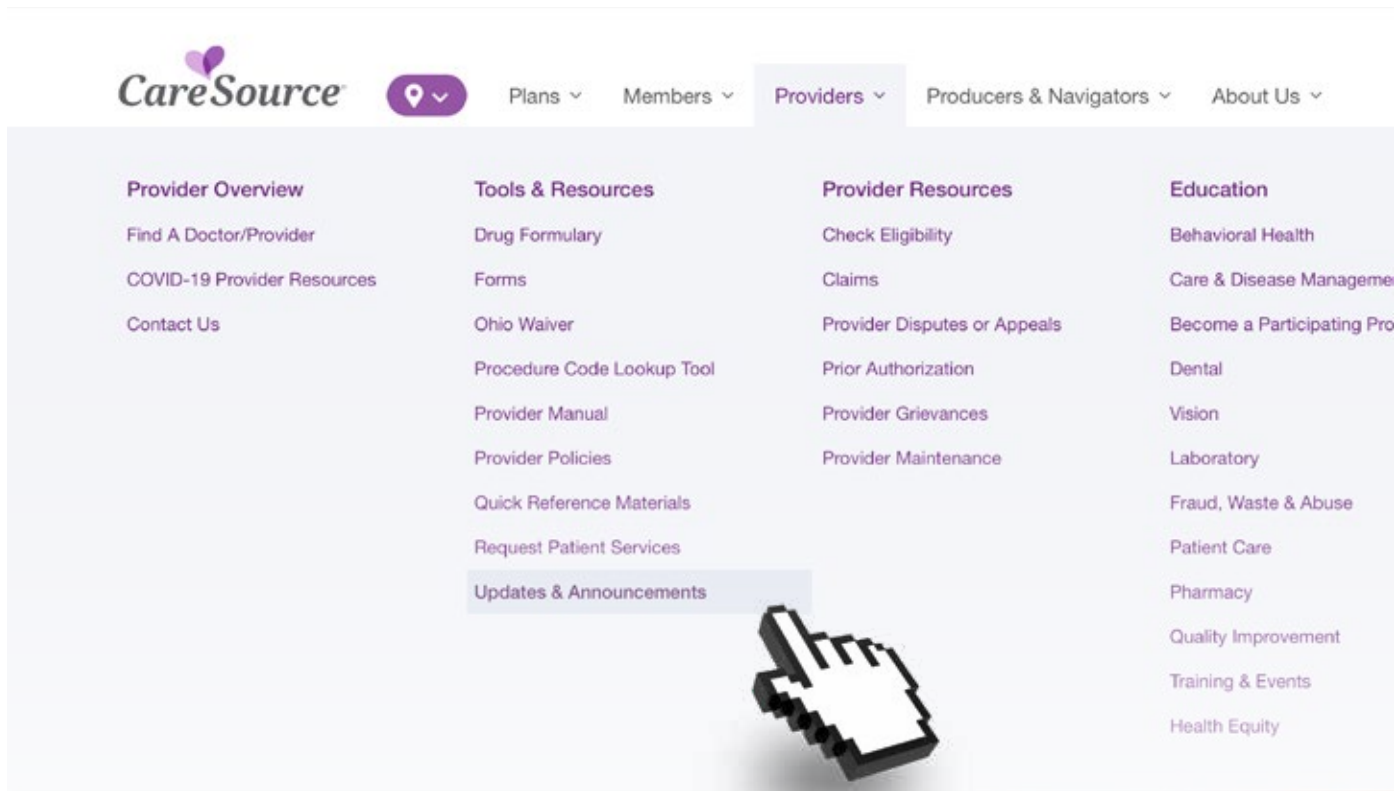 CareSource
Plans
Members
Providers
Producers & Navigators
About Us
Provider Overview
Find A Doctor/Provider
COVID-19 Provider Resources
Contact Us
Tools & Resources
Drug Formulary
Forms
Ohio Waiver
Procedure Code Lookup Tool
Provider Manual
Provider Policies
Quick Reference Materials
Request Patient Services
Updates & Announcements
Provider Resources
Check Eligibility
Claims
Provider Disputes or Appeals
Prior Authorization
Provider Grievances
Provider Maintenance
Education
Behavioral Health
Care & Disease Manageme
Become a Participating Pro
Dental
Vision
Laboratory
Fraud, Waste & Abuse
Patient Care
Pharmacy
Quality Improvement
Training & Events
Health Equity